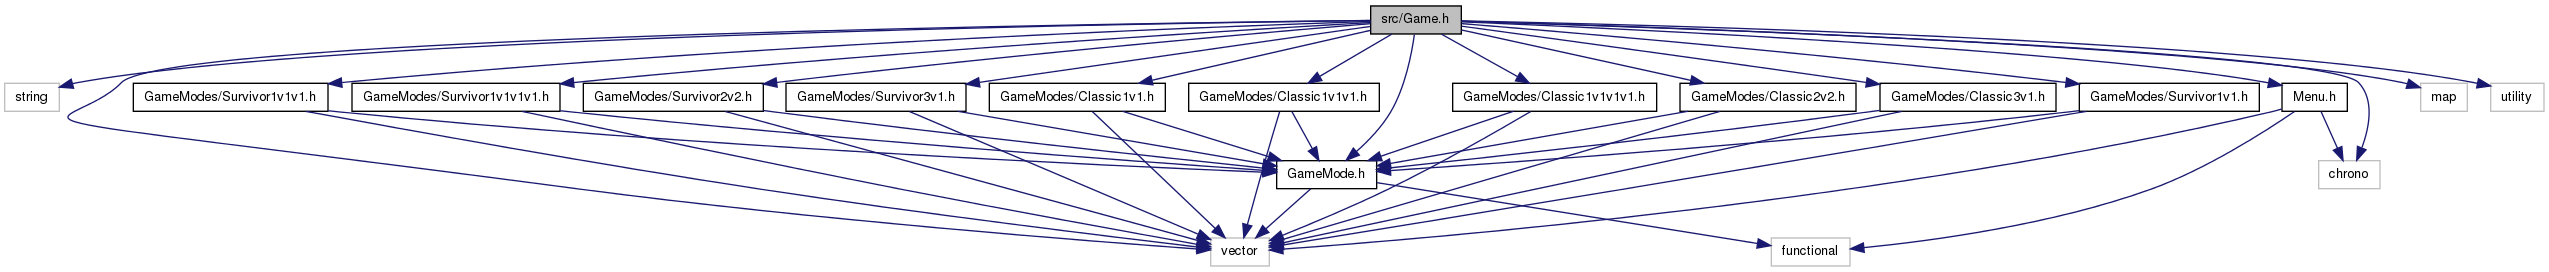 src/Game.h
string
GameModes/Survivor1v1v1.h
GameModes/Survivor1v1v1v1.h
GameModes/Survivor2v2.h
GameModes/Survivor3v1.h
GameModes/Classic1v1.h
GameModes/Classic1v1v1.h
GameModes/Classic1v1v1v1.h
GameModes/Classic2v2.h
GameModes/Classic3v1.h
GameModes/Survivor1v1.h
Menu.h
map
utility
GameMode.h
chrono
vector
functional